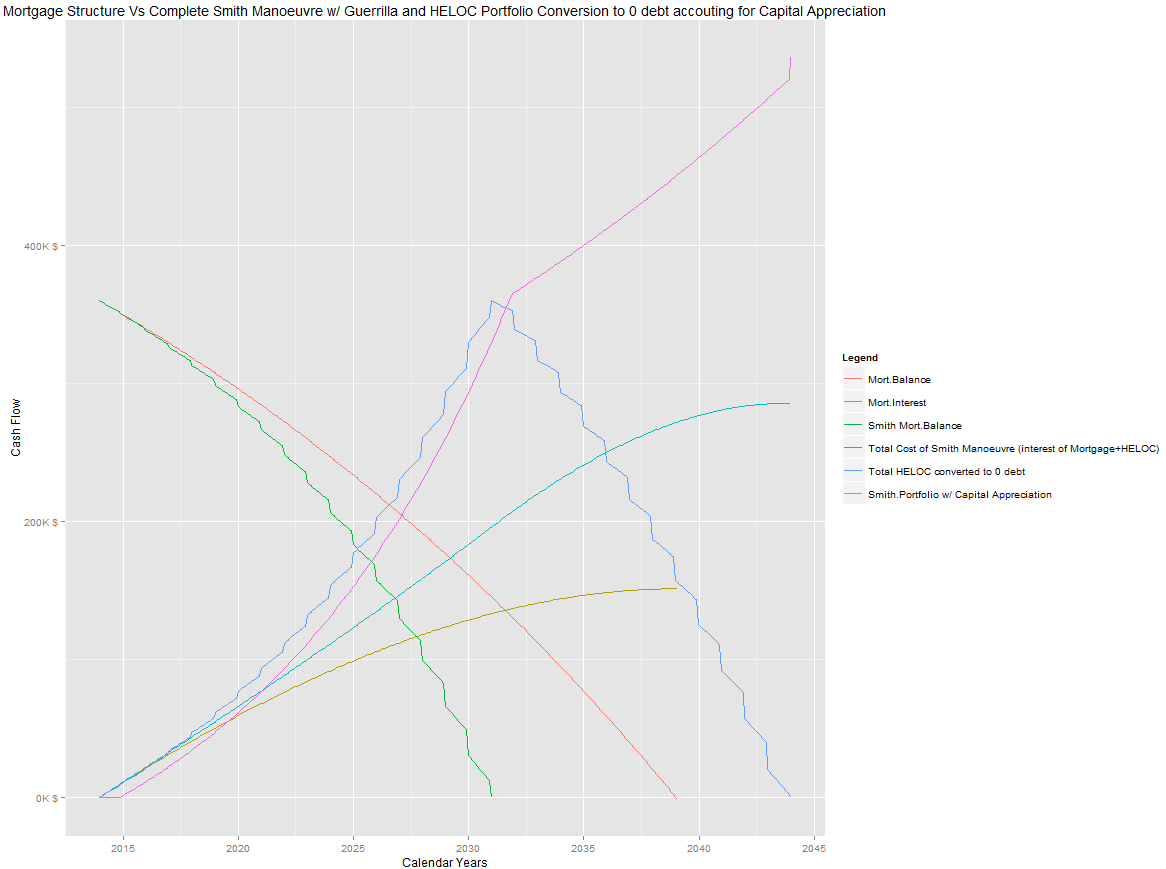 Mortgage Structure Vs Complete Smith Manoeuvre w/ Guerrilla and HELOC Portfolio Conversion to 0 debt accouting for Capital Appreciation
Cash Flow
400K $
200K $
0K $
2015
2020
2025
2030
2035
2040
2045
Calendar Years
Legend
Mort.Balance
Mort.Interest
Smith Mort.Balance
Total Cost of Smith Manoeuvre (interest of Mortgage+HELOC)
Total HELOC converted to 0 debt
Smith.Portfolio w/ Capital Appreciation